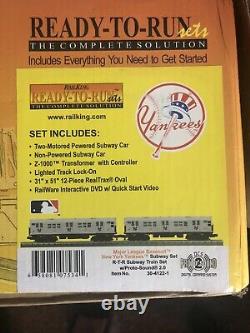 READY-TO-RUN sets
THE COMPLETE SOLUTION
Includes Everything You Need to Get Started
RAILKING
READY-TO-RUN sets
THE COMPLETE SOLUTION
www.railking.com
Yankees
SET INCLUDES:
• Two-Motored Powered Subway Car
• Non-Powered Subway Car
• Z-1000™ Transformer with Controller
• Lighted Track Lock-On
• 31" x 51" 12-Piece RealTrax® Oval
• RailWare Interactive DVD w/ Quick Start Video
Major League Baseball®
New York Yankees™ Subway Set
R-T-R Subway Train Set
w/Proto-Sound® 2.0
Item No. 30-4122-1
DIGITAL COMMAND SYSTEM